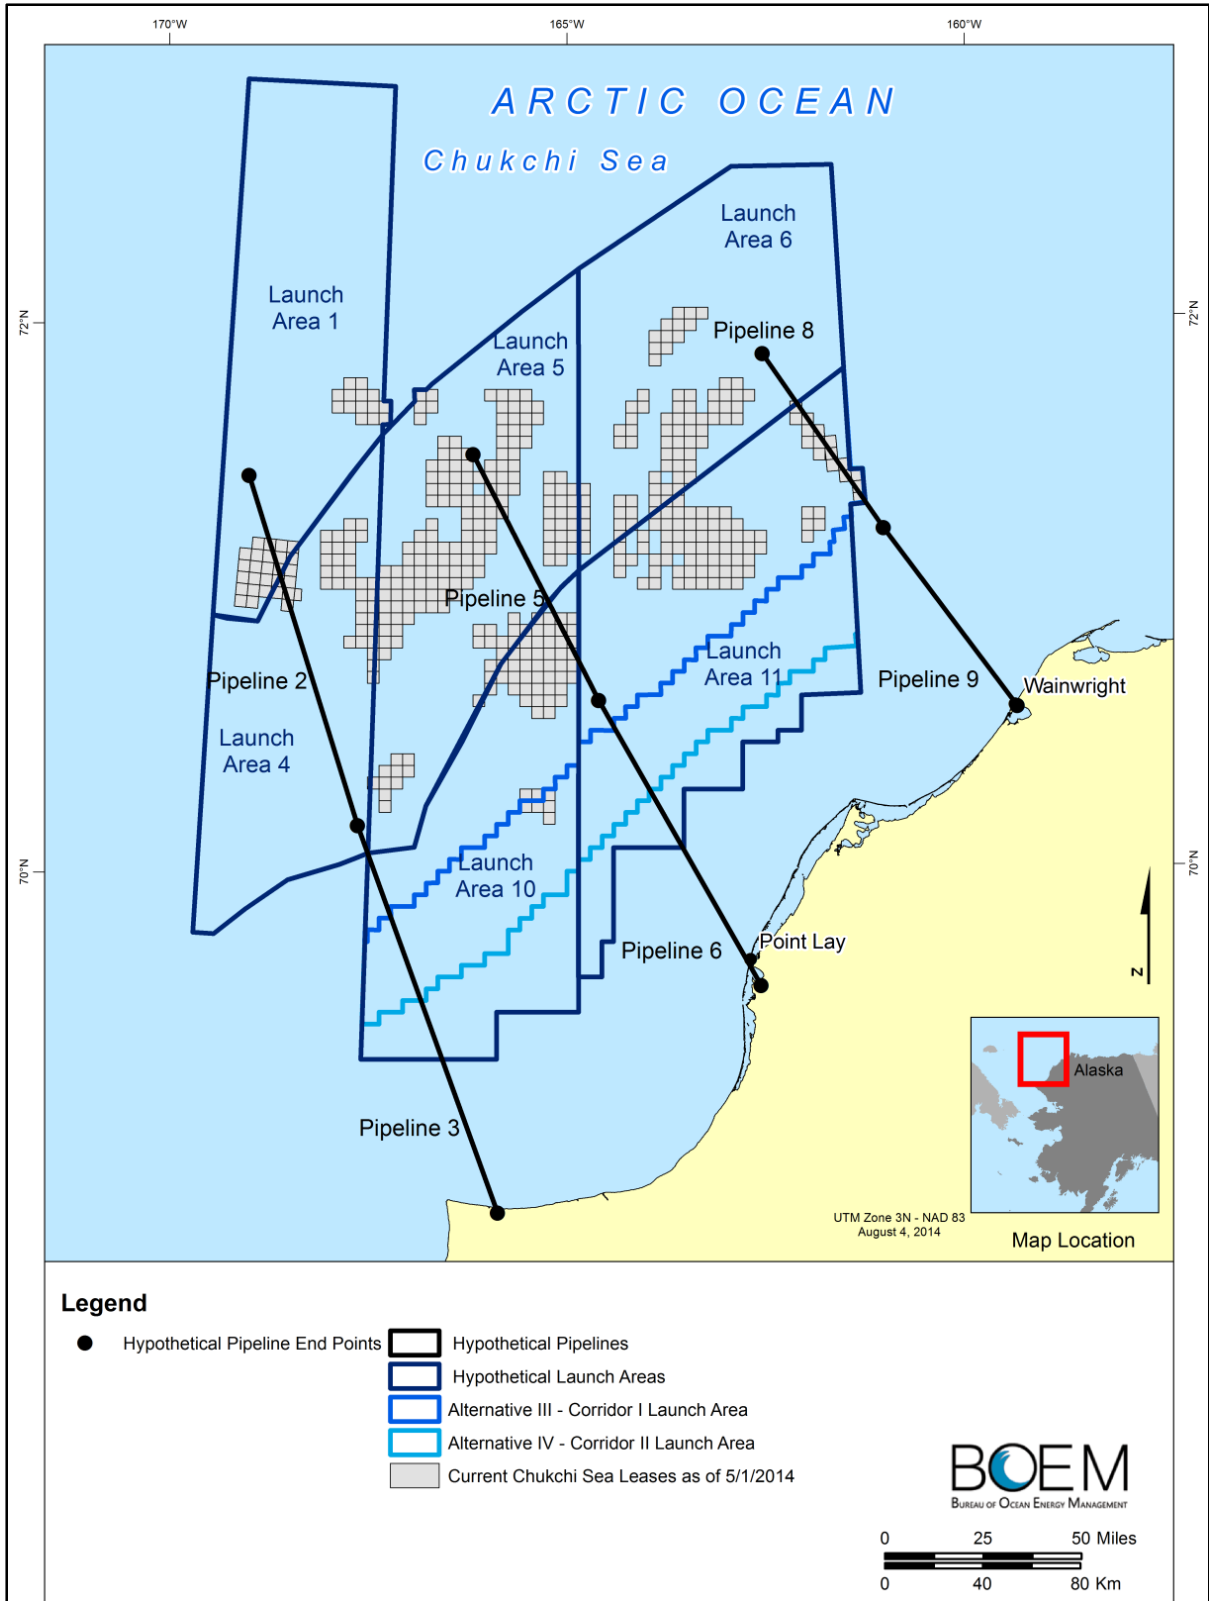 170°W
165°W
160°W
ARCTIC OCEAN
Chukchi Sea
Launch
Area 6
Launch
Area 1
72°N
72°N
Pipeline 8
Launch
Area 5
Pipeline 5
Launch
Area 11
Pipeline 2
Pipeline 9
Wainwright
Launch
Area 4
70°N
70°N
Launch
Area 10
Pipeline 6
Point Lay
N
Alaska
Pipeline 3
UTM Zone 3N - NAD 83
August 4, 2014
Map Location
Legend
Hypothetical Pipeline End Points
Hypothetical Pipelines
Hypothetical Launch Areas
Alternative III - Corridor I Launch Area
Alternative IV - Corridor II Launch Area
Current Chukchi Sea Leases as of 5/1/2014
BOEM
BUREAU OF OCEAN ENERGY MANAGEMENT
0 25 50 Miles
0 40 80 Km